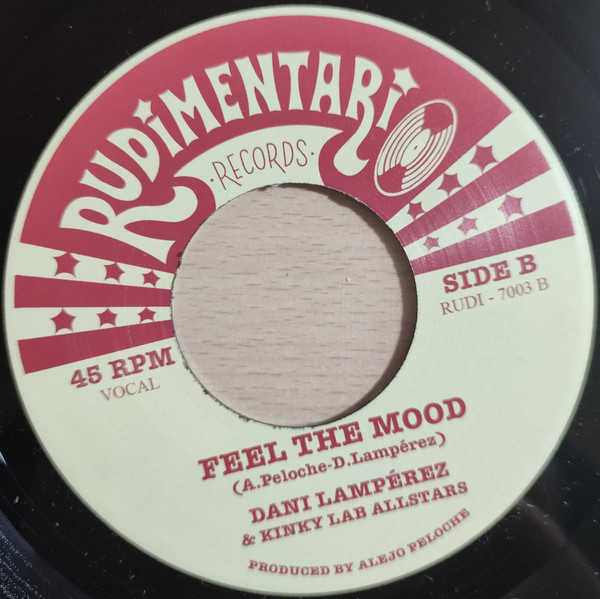 RUDIMENTARIO
·RECORDS·
SIDE B
RUDI - 7003 B
45 RPM
VOCAL
FEEL THE MOOD
(A.Peloche-D.Lampérez)
DANI LAMPÉREZ
& KINKY LAB ALLSTARS
PRODUCED BY ALEJO PELOCHE